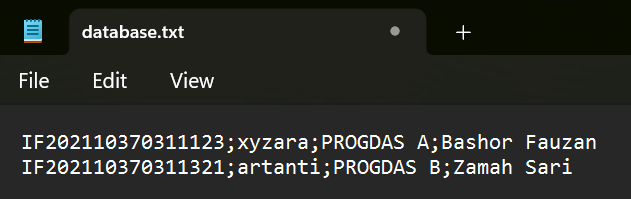 database.txt
File Edit View
IF202110370311123;xyzara;PROGDAS A;Bashor Fauzan
IF202110370311321;artanti;PROGDAS B;Zamah Sari